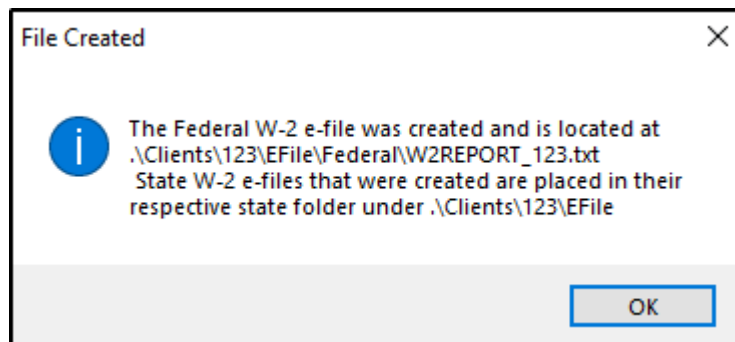 File Created
The Federal W-2 e-file was created and is located at
.\Clients\123\EFile\Federal\W2REPORT_123.txt
State W-2 e-files that were created are placed in their
respective state folder under .\Clients\123\EFile
OK